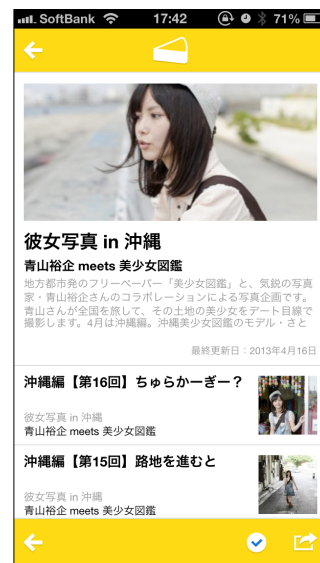 SoftBank 17:42 71%
彼女写真 in 沖縄
青山裕企 meets 美少女図鑑
地方都市発のフリーペーパー「美少女図鑑」と、気鋭の写真
家・青山裕企さんのコラボレーションによる写真企画です。
青山さんが全国を旅して、その土地の美少女をデート目線で
撮影します。4月は沖縄編。沖縄美少女図鑑のモデル・さと
最終更新日：2013年4月16日
沖縄編【第16回】ちゅらかーぎー？
彼女写真 in 沖縄
青山裕企 meets 美少女図鑑
沖縄編【第15回】路地を進むと
彼女写真 in 沖縄
青山裕企 meets 美少女図鑑